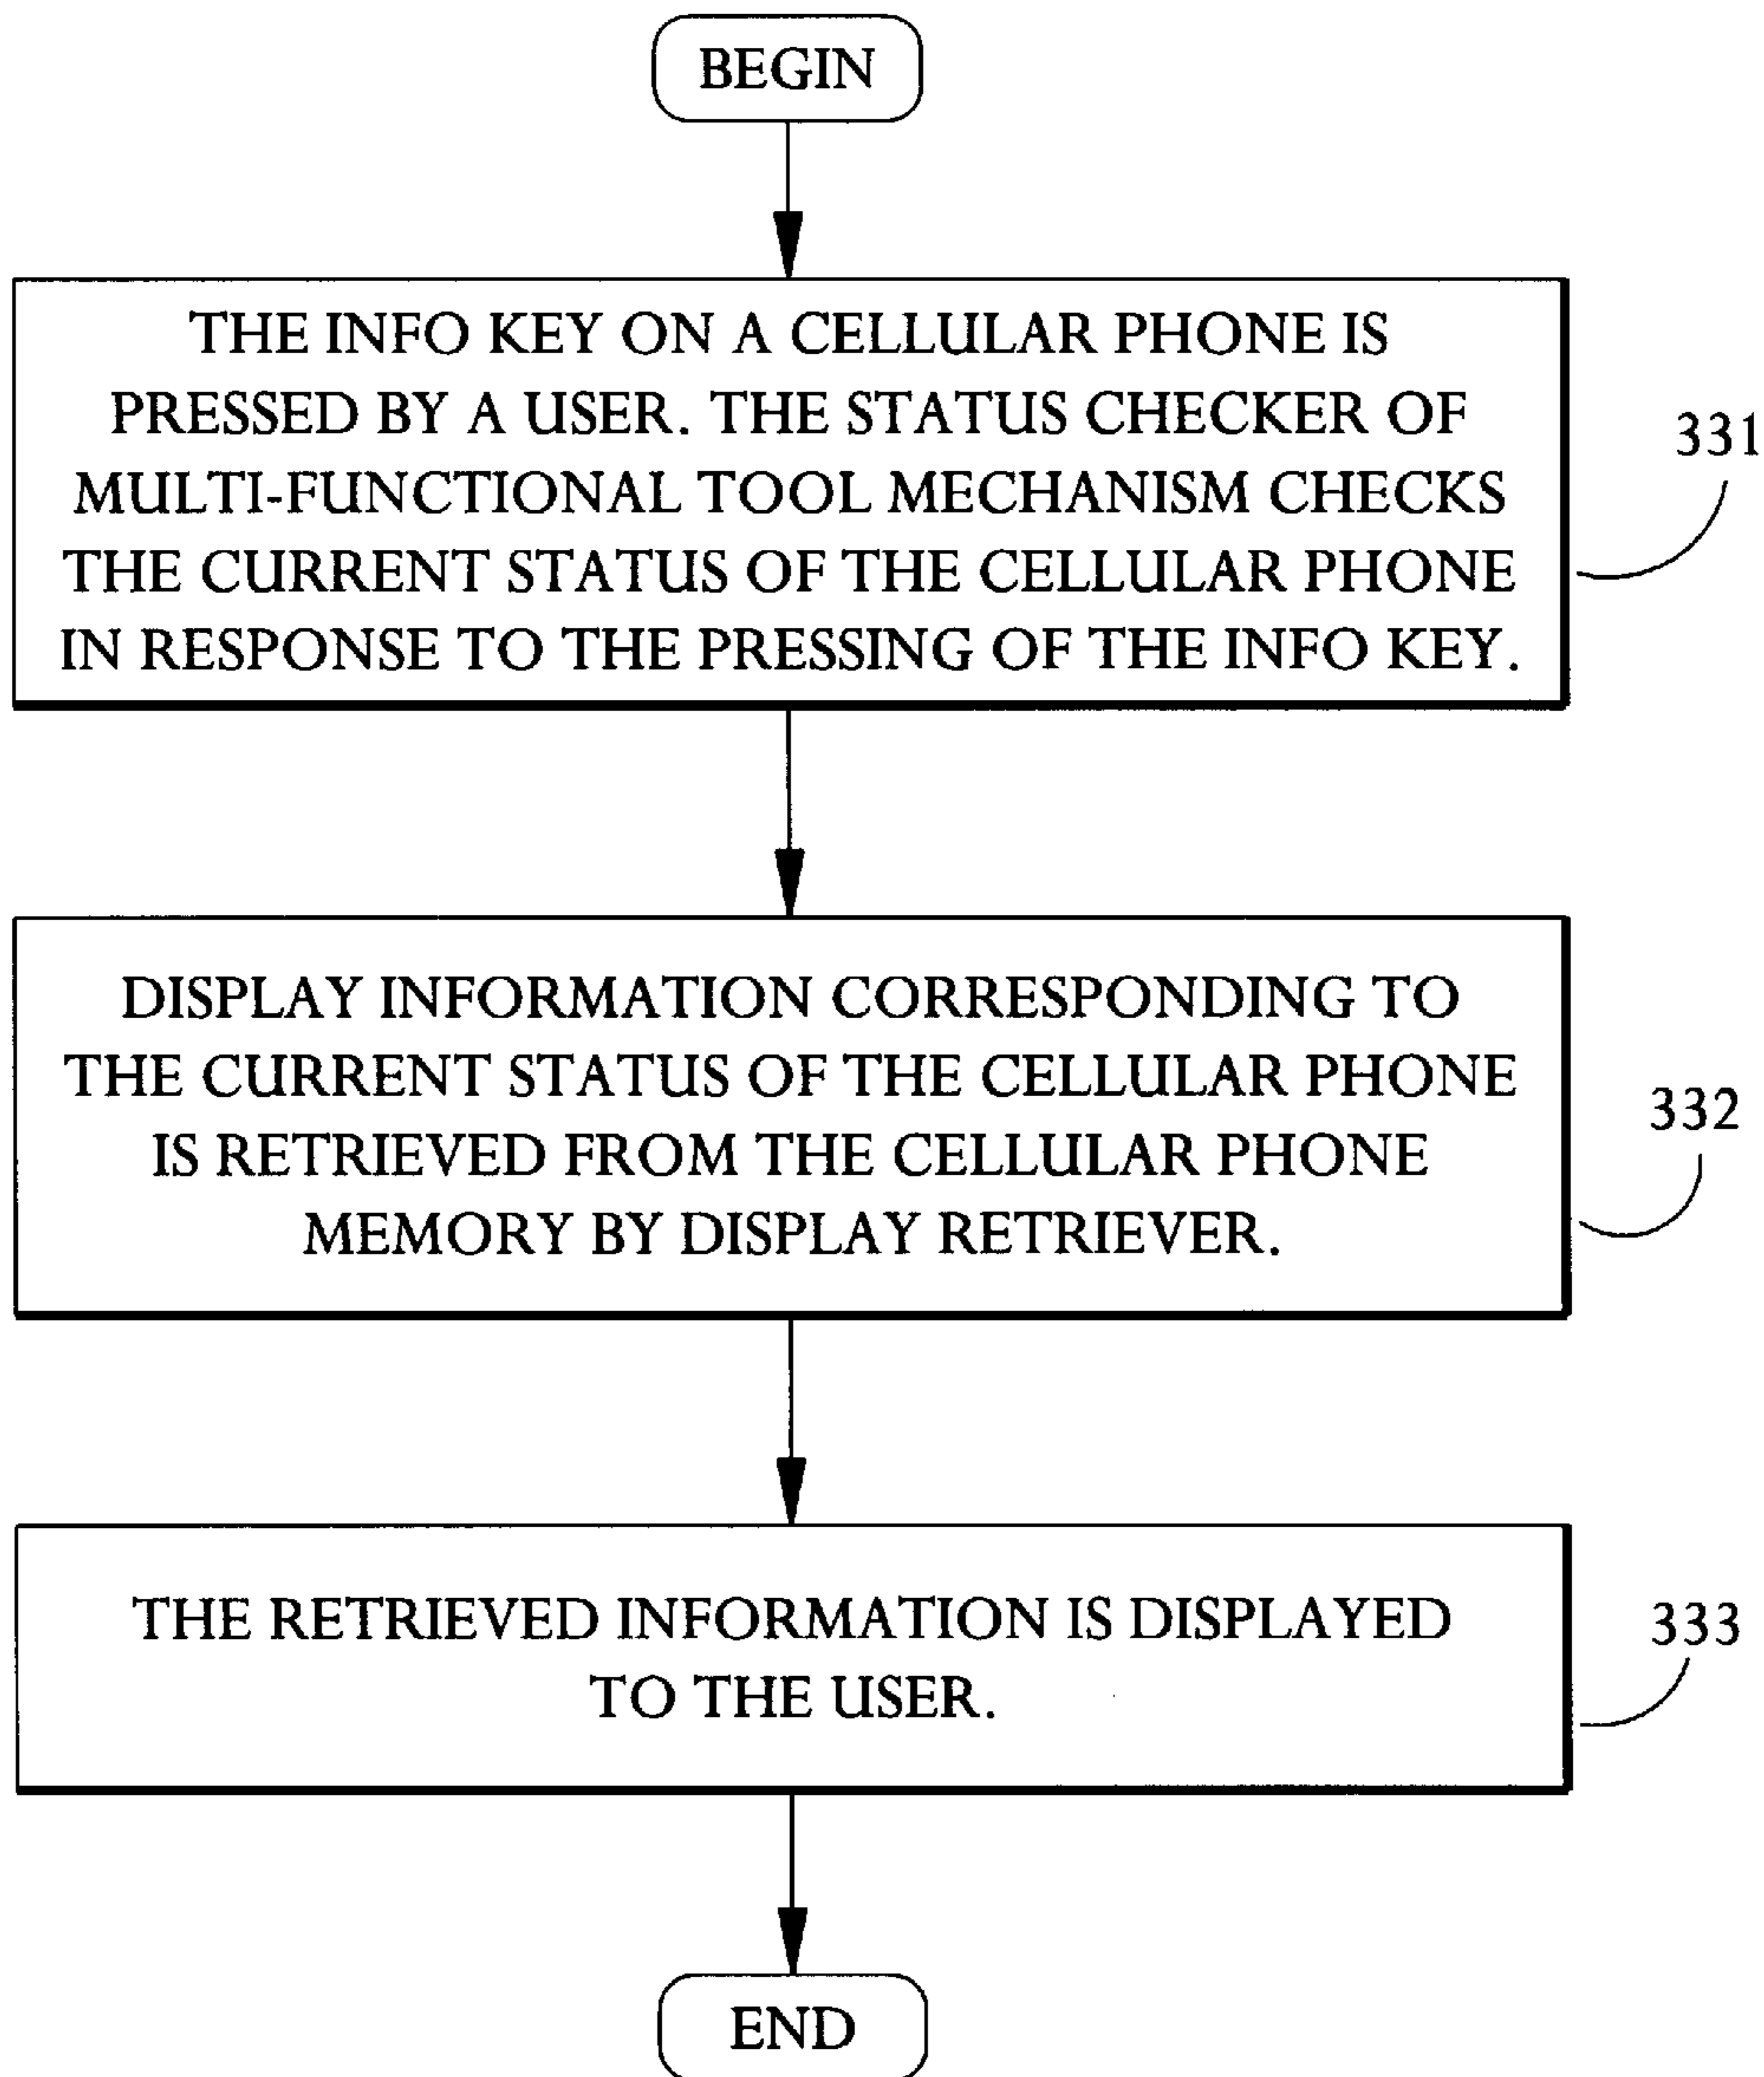 BEGIN
THE INFO KEY ON A CELLULAR PHONE IS
PRESSED BY A USER. THE STATUS CHECKER OF
MULTI-FUNCTIONAL TOOL MECHANISM CHECKS
THE CURRENT STATUS OF THE CELLULAR PHONE
IN RESPONSE TO THE PRESSING OF THE INFO KEY.
331
DISPLAY INFORMATION CORRESPONDING TO
THE CURRENT STATUS OF THE CELLULAR PHONE
IS RETRIEVED FROM THE CELLULAR PHONE
MEMORY BY DISPLAY RETRIEVER.
332
THE RETRIEVED INFORMATION IS DISPLAYED
TO THE USER.
333
END